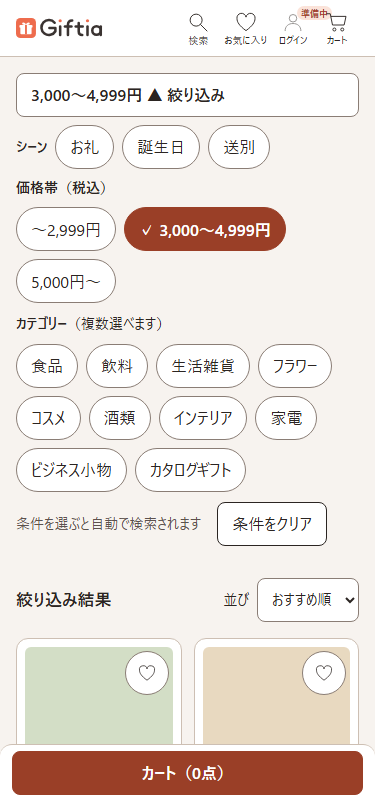 Giftia
検索
お気に入り
ログイン
準備中
カート
3,000〜4,999円 ▲ 絞り込み
シーン お礼 誕生日 送別
価格帯（税込）
〜2,999円 ✓ 3,000〜4,999円
5,000円〜
カテゴリー（複数選べます）
食品 飲料 生活雑貨 フラワー
コスメ 酒類 インテリア 家電
ビジネス小物 カタログギフト
条件を選ぶと自動で検索されます 条件をクリア
絞り込み結果 並び おすすめ順
カート（0点）